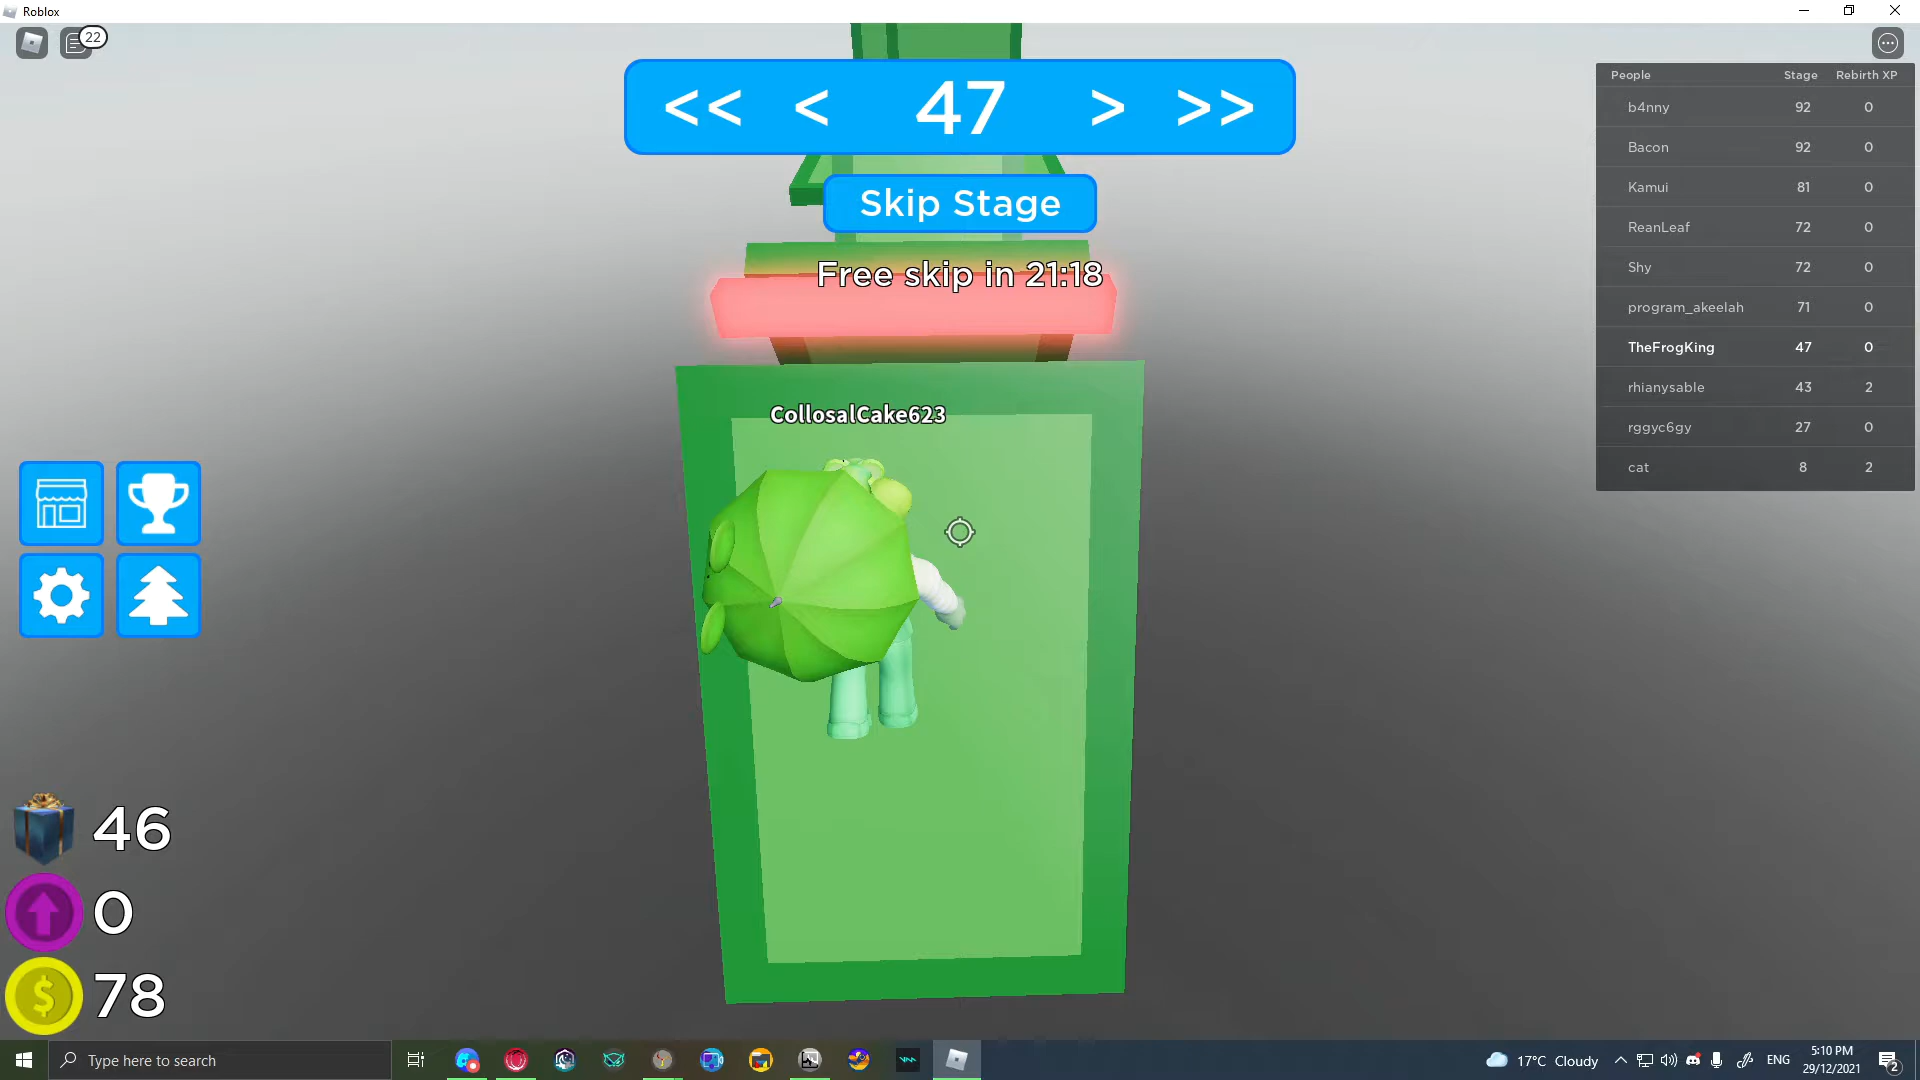 Roblox
22
<< < 47 > >>
Skip Stage
Free skip in 21:18
People Stage Rebirth XP
b4nny 92 0
Bacon 92 0
Kamui 81 0
ReanLeaf 72 0
Shy 72 0
program_akeelah 71 0
TheFrogKing 47 0
rhianysable 43 2
rggyc6gy 27 0
cat 8 2
CollosalCake623
46
0
$ 78
Type here to search
17°C Cloudy
ENG
5:10 PM
29/12/2021
2